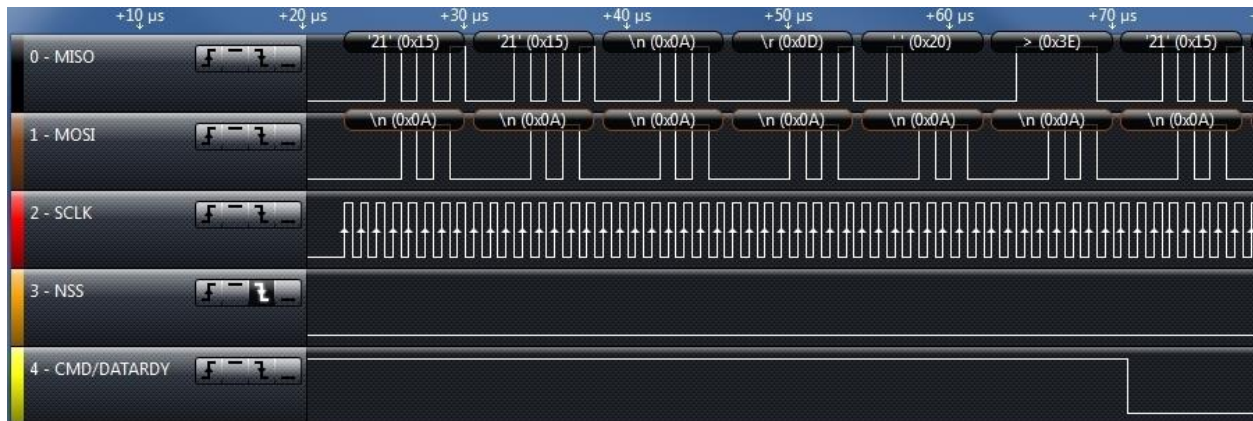 +10 µs +20 µs +30 µs +40 µs +50 µs +60 µs +70 µs
0 - MISO '21' (0x15) '21' (0x15) \n (0x0A) \r (0x0D) ' ' (0x20) > (0x3E) '21' (0x15)
1 - MOSI \n (0x0A) \n (0x0A) \n (0x0A) \n (0x0A) \n (0x0A) \n (0x0A) \n (0x0A)
2 - SCLK
3 - NSS
4 - CMD/DATARDY